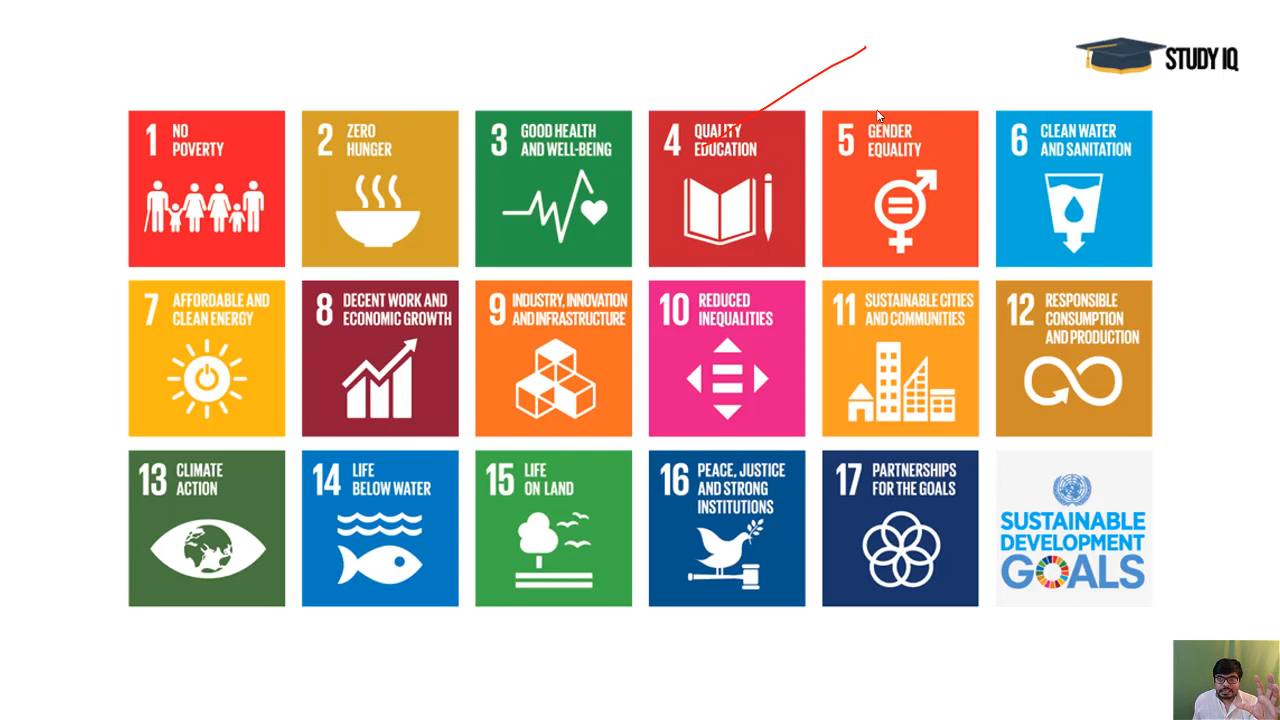 STUDY IQ
1 NO
POVERTY
2 ZERO
HUNGER
3 GOOD HEALTH
AND WELL-BEING
4 QUALITY
EDUCATION
5 GENDER
EQUALITY
6 CLEAN WATER
AND SANITATION
7 AFFORDABLE AND
CLEAN ENERGY
8 DECENT WORK AND
ECONOMIC GROWTH
9 INDUSTRY, INNOVATION
AND INFRASTRUCTURE
10 REDUCED
INEQUALITIES
11 SUSTAINABLE CITIES
AND COMMUNITIES
12 RESPONSIBLE
CONSUMPTION
AND PRODUCTION
13 CLIMATE
ACTION
14 LIFE
BELOW WATER
15 LIFE
ON LAND
16 PEACE, JUSTICE
AND STRONG
INSTITUTIONS
17 PARTNERSHIPS
FOR THE GOALS
SUSTAINABLE
DEVELOPMENT
GOALS